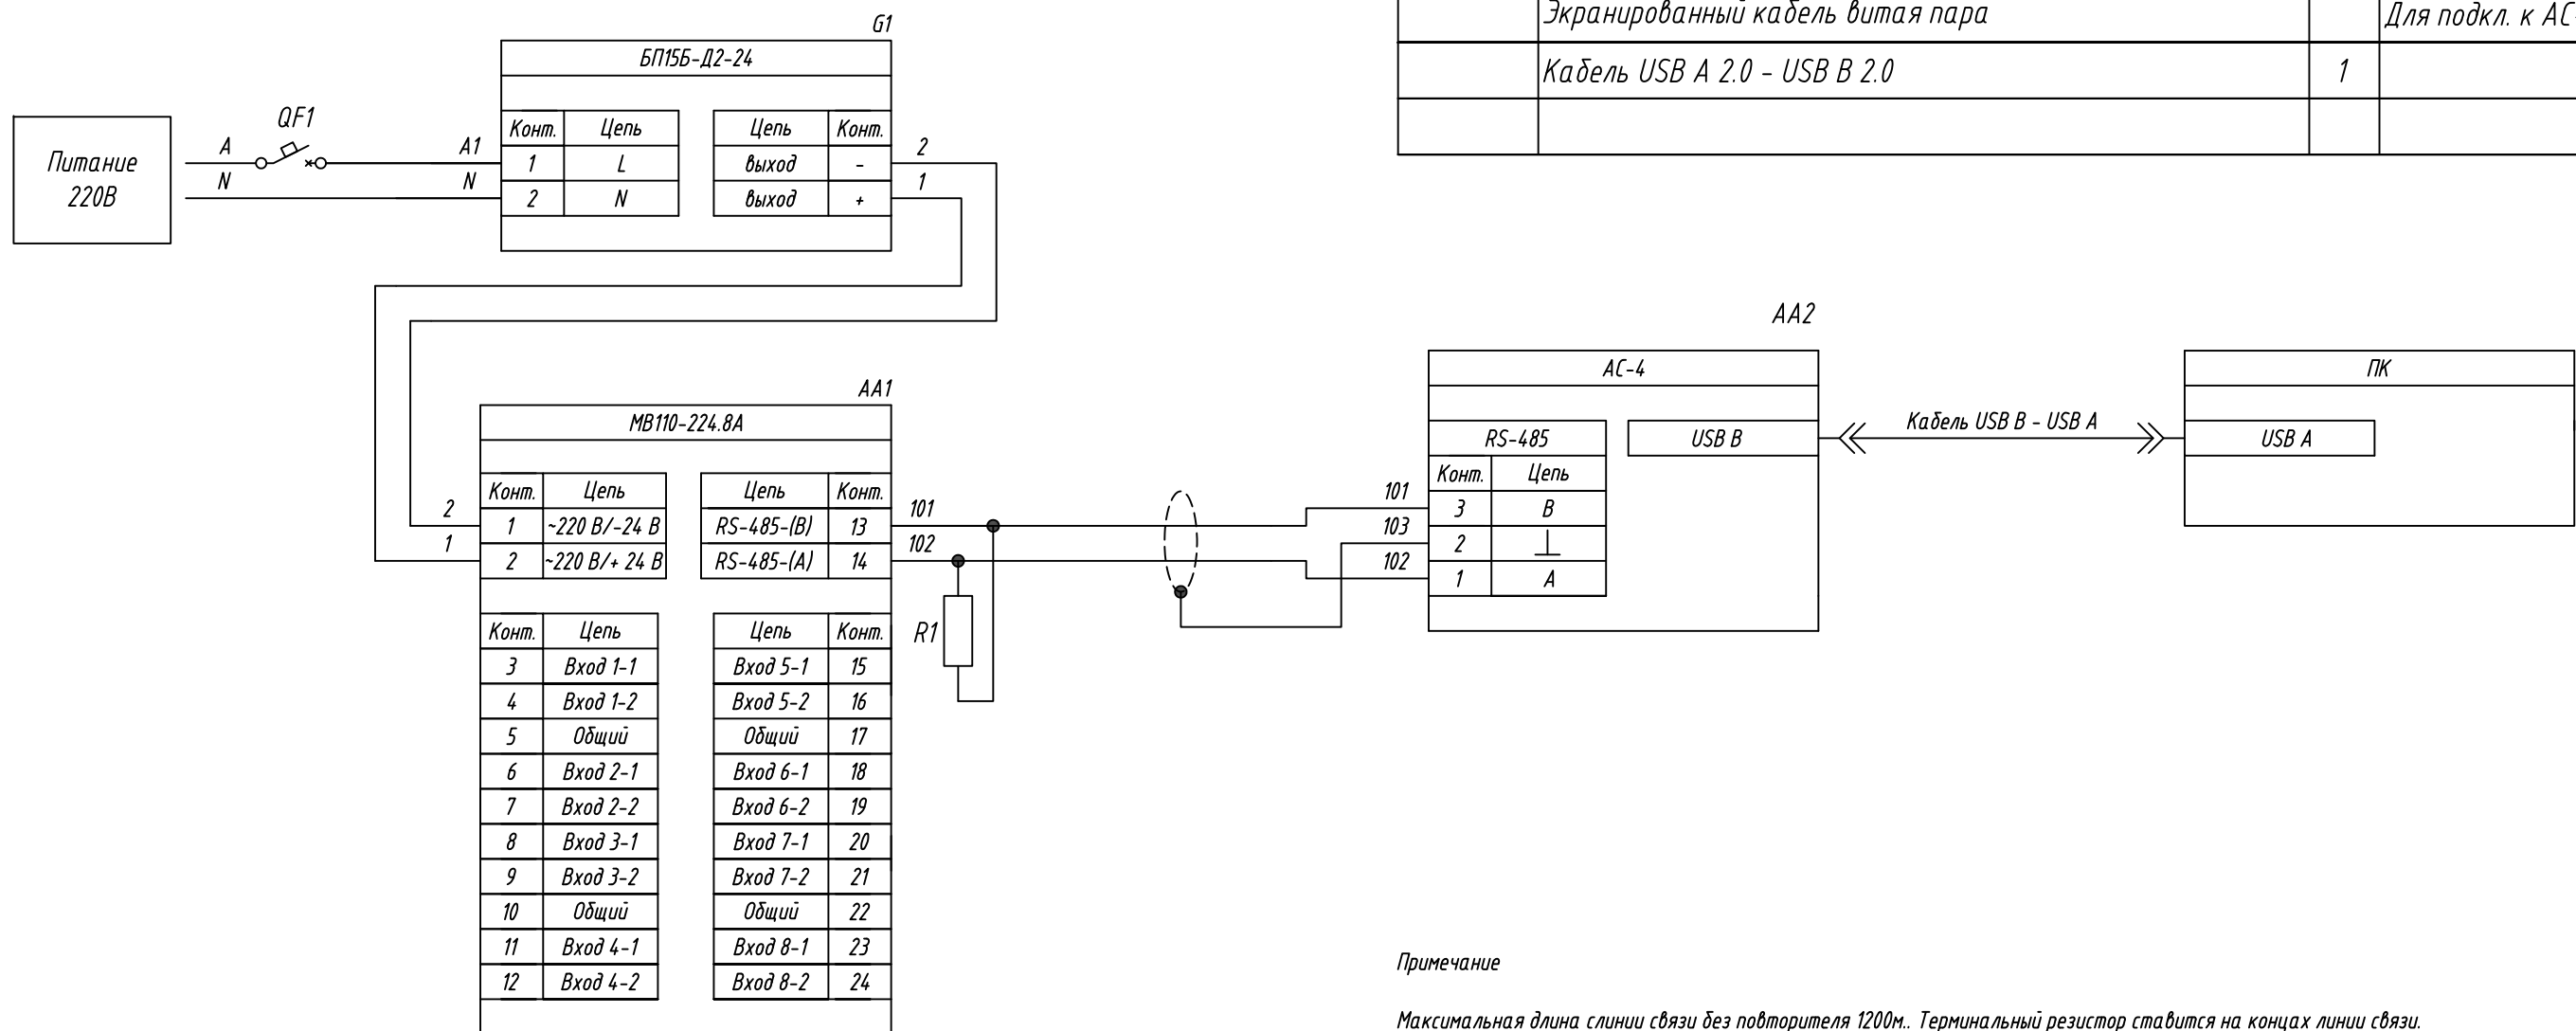 Экранированный кабель витая пара Для подкл. к АС-
Кабель USB A 2.0 - USB B 2.0 1
G1
БП15Б-Д2-24
Питание
220В
QF1
Конт. Цепь Цепь Конт.
A A1 1 L выход - 2
N N 2 N выход + 1
AA2
AC-4 ПК
RS-485 USB B Кабель USB B - USB A USB A
Конт. Цепь
101 3 B
103 2
102 1 A
AA1
МВ110-224.8А
Конт. Цепь Цепь Конт.
2 1 ~220 В/-24 В RS-485-(B) 13 101
1 2 ~220 В/+ 24 В RS-485-(A) 14 102
R1
Конт. Цепь Цепь Конт.
3 Вход 1-1 Вход 5-1 15
4 Вход 1-2 Вход 5-2 16
5 Общий Общий 17
6 Вход 2-1 Вход 6-1 18
7 Вход 2-2 Вход 6-2 19
8 Вход 3-1 Вход 7-1 20
9 Вход 3-2 Вход 7-2 21
10 Общий Общий 22
11 Вход 4-1 Вход 8-1 23
12 Вход 4-2 Вход 8-2 24
Примечание
Максимальная длина слинии связи без повторителя 1200м.. Терминальный резистор ставится на концах линии связи.